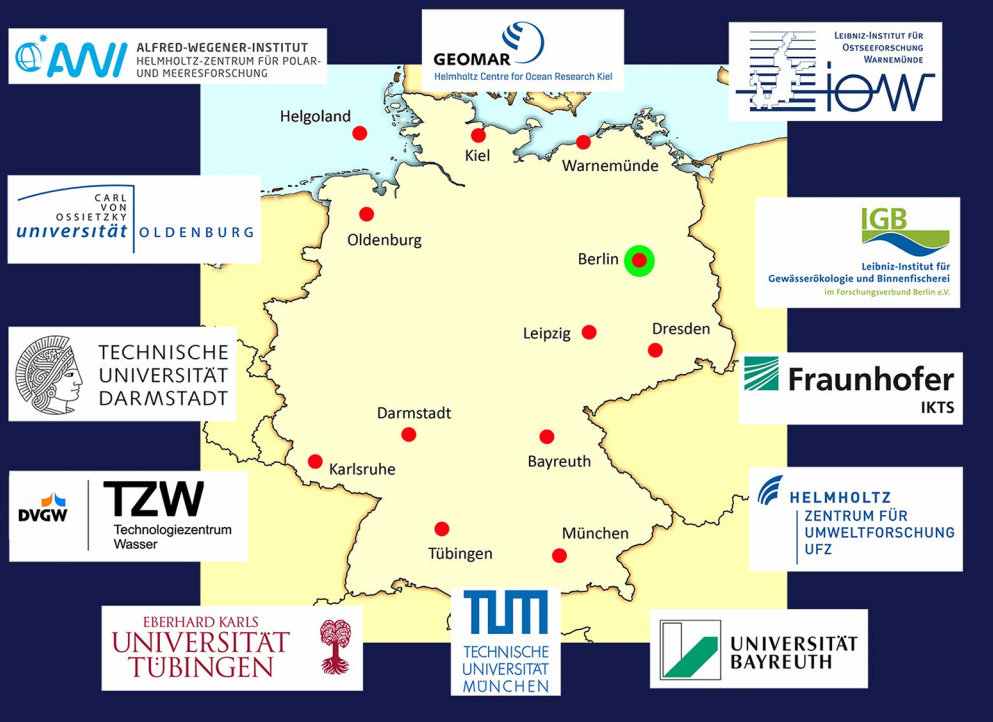 AWI
ALFRED-WEGENER-INSTITUT
HELMHOLTZ-ZENTRUM FÜR POLAR-
UND MEERESFORSCHUNG
GEOMAR
Helmholtz Centre for Ocean Research Kiel
LEIBNIZ-INSTITUT FÜR
OSTSEEFORSCHUNG
WARNEMÜNDE
iow
Helgoland
Kiel
Warnemünde
CARL
VON
OSSIETZKY
universität OLDENBURG
Oldenburg
Berlin
IGB
Leibniz-Institut für
Gewässerökologie und Binnenfischerei
im Forschungsverbund Berlin e.V.
Leipzig
Dresden
TECHNISCHE
UNIVERSITÄT
DARMSTADT
Fraunhofer
IKTS
Darmstadt
Bayreuth
Karlsruhe
DVGW
TZW
Technologiezentrum
Wasser
HELMHOLTZ
ZENTRUM FÜR
UMWELTFORSCHUNG
UFZ
Tübingen
München
EBERHARD KARLS
UNIVERSITÄT
TÜBINGEN
TUM
TECHNISCHE
UNIVERSITÄT
MÜNCHEN
UNIVERSITÄT
BAYREUTH